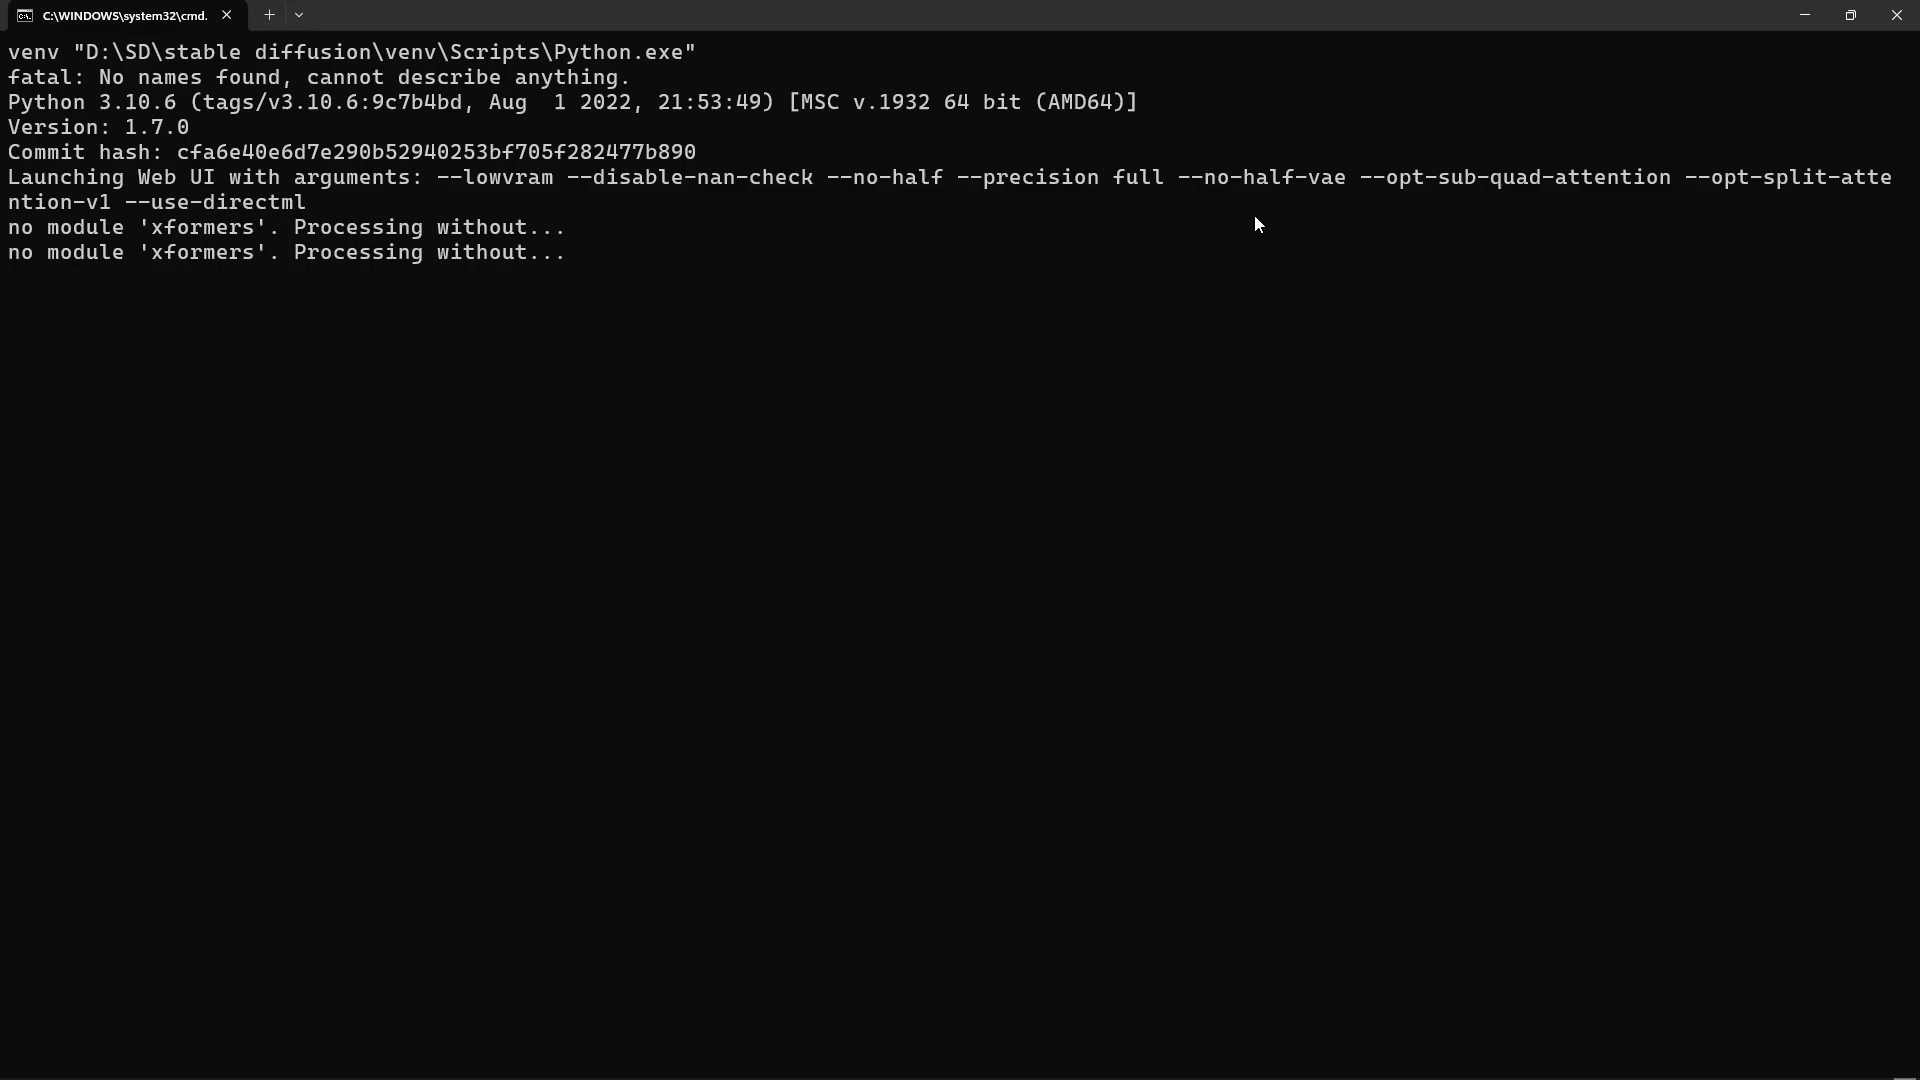 C:\WINDOWS\system32\cmd.
venv "D:\SD\stable diffusion\venv\Scripts\Python.exe"
fatal: No names found, cannot describe anything.
Python 3.10.6 (tags/v3.10.6:9c7b4bd, Aug  1 2022, 21:53:49) [MSC v.1932 64 bit (AMD64)]
Version: 1.7.0
Commit hash: cfa6e40e6d7e290b52940253bf705f282477b890
Launching Web UI with arguments: --lowvram --disable-nan-check --no-half --precision full --no-half-vae --opt-sub-quad-attention --opt-split-atte
ntion-v1 --use-directml
no module 'xformers'. Processing without...
no module 'xformers'. Processing without...